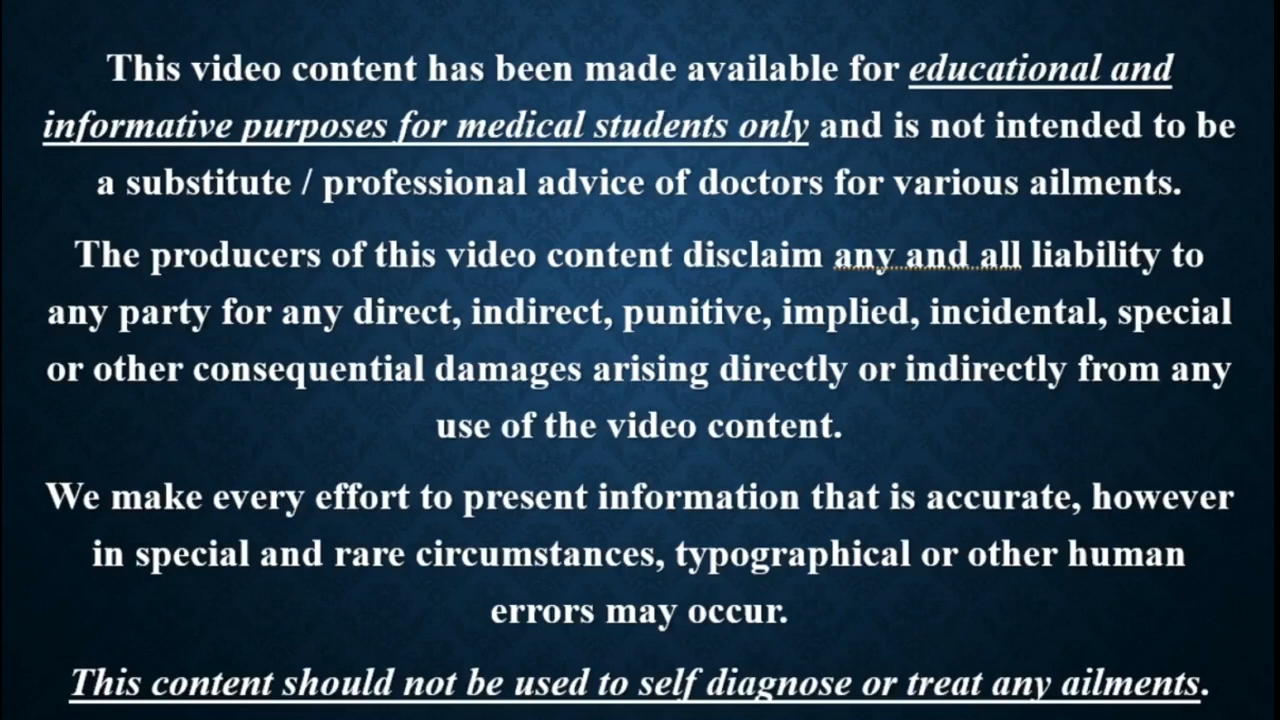 This video content has been made available for educational and
informative purposes for medical students only and is not intended to be
a substitute / professional advice of doctors for various ailments.
The producers of this video content disclaim any and all liability to
any party for any direct, indirect, punitive, implied, incidental, special
or other consequential damages arising directly or indirectly from any
use of the video content.
We make every effort to present information that is accurate, however
in special and rare circumstances, typographical or other human
errors may occur.
This content should not be used to self diagnose or treat any ailments.